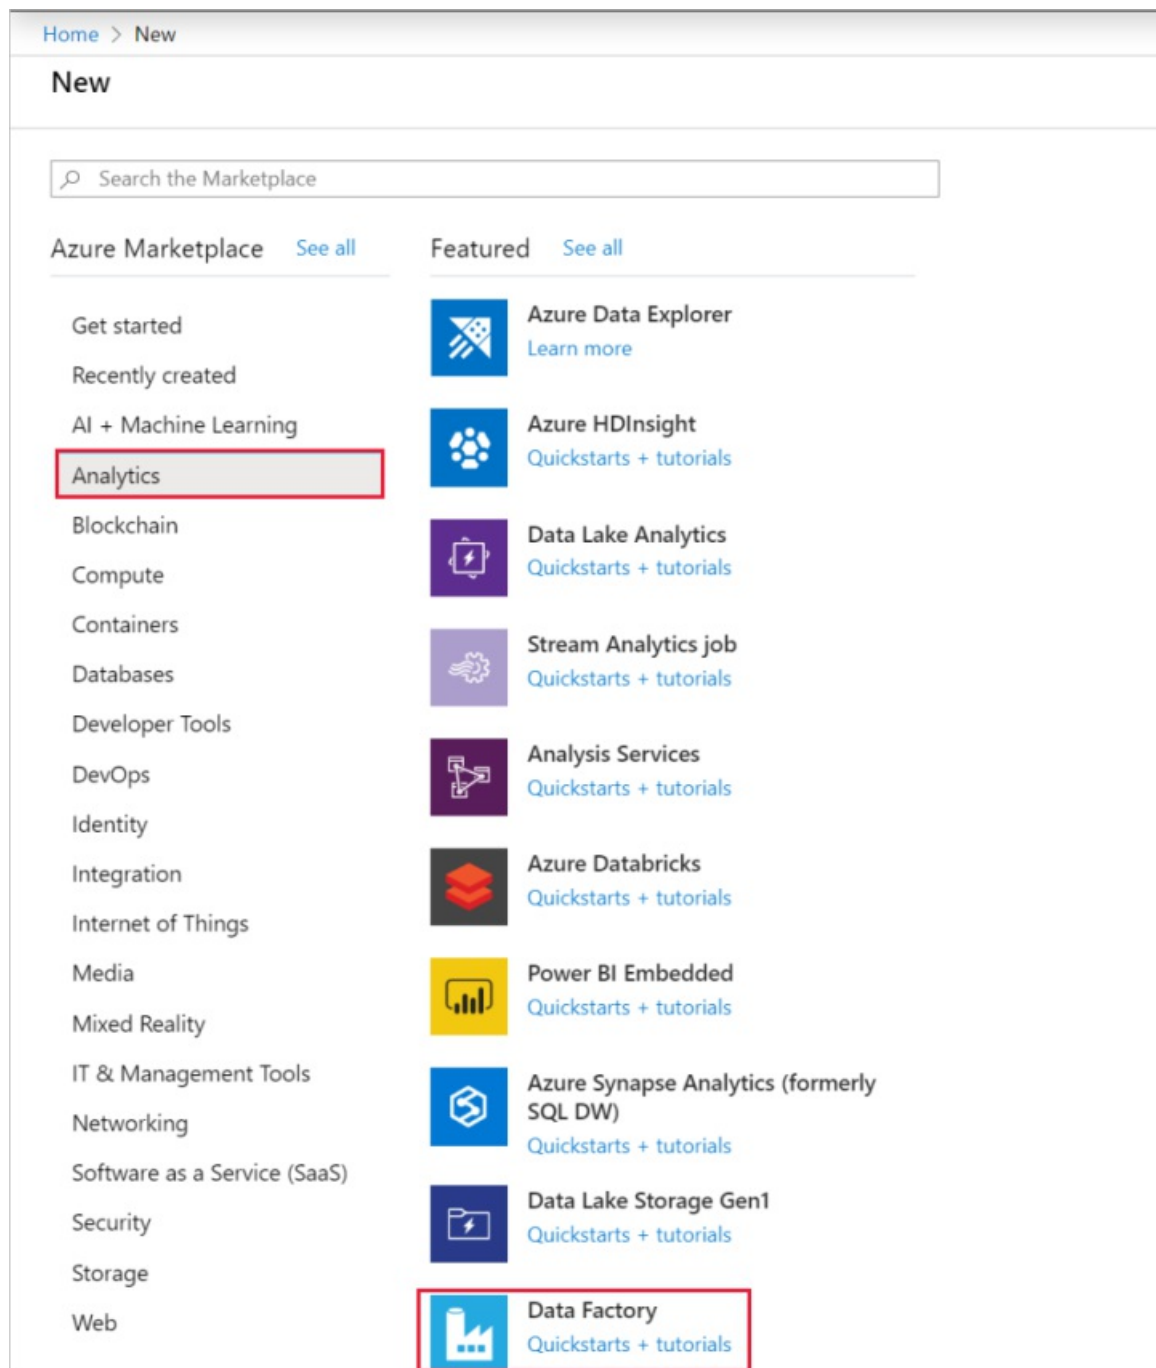 Home > New
New
Search the Marketplace
Azure Marketplace See all
Get started
Recently created
AI + Machine Learning
Analytics
Blockchain
Compute
Containers
Databases
Developer Tools
DevOps
Identity
Integration
Internet of Things
Media
Mixed Reality
IT & Management Tools
Networking
Software as a Service (SaaS)
Security
Storage
Web
Featured See all
Azure Data Explorer
Learn more
Azure HDInsight
Quickstarts + tutorials
Data Lake Analytics
Quickstarts + tutorials
Stream Analytics job
Quickstarts + tutorials
Analysis Services
Quickstarts + tutorials
Azure Databricks
Quickstarts + tutorials
Power BI Embedded
Quickstarts + tutorials
Azure Synapse Analytics (formerly
SQL DW)
Quickstarts + tutorials
Data Lake Storage Gen1
Quickstarts + tutorials
Data Factory
Quickstarts + tutorials